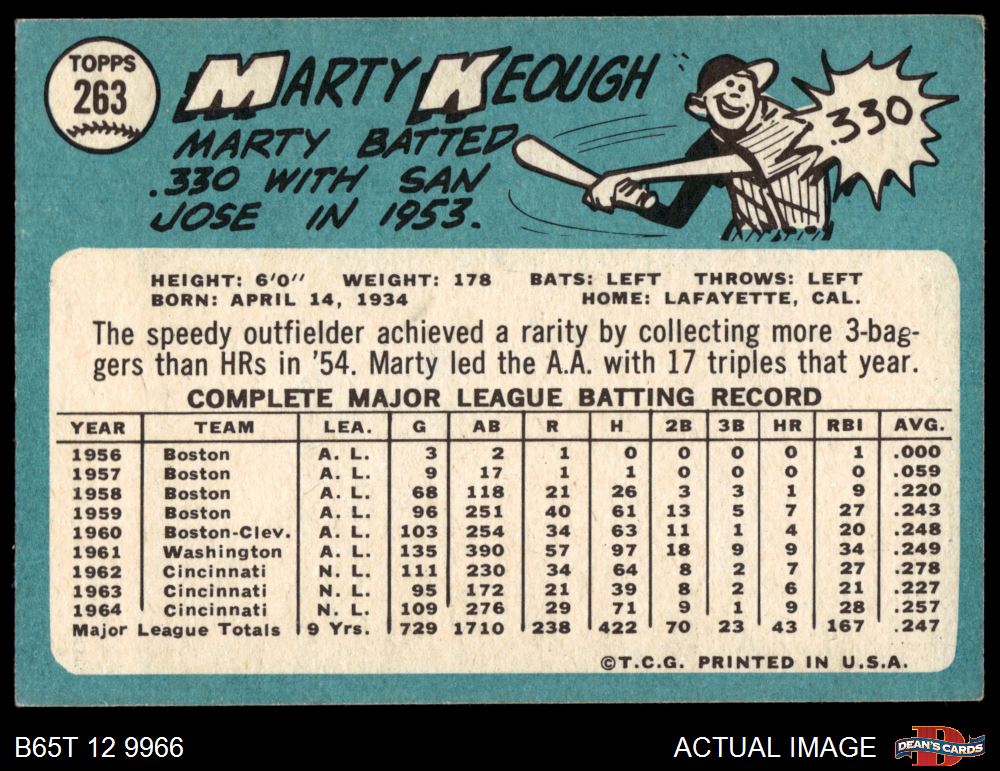 TOPPS
263
MARTY KEOUGH
MARTY BATTED
.330 WITH SAN
JOSE IN 1953.
.330
HEIGHT: 6'0" WEIGHT: 178 BATS: LEFT THROWS: LEFT
BORN: APRIL 14, 1934 HOME: LAFAYETTE, CAL.
The speedy outfielder achieved a rarity by collecting more 3-bag-
gers than HRs in '54. Marty led the A.A. with 17 triples that year.
COMPLETE MAJOR LEAGUE BATTING RECORD
YEAR TEAM LEA. G AB R H 2B 3B HR RBI AVG.
1956 Boston A. L. 3 2 1 0 0 0 0 1 .000
1957 Boston A. L. 9 17 1 1 0 0 0 0 .059
1958 Boston A. L. 68 118 21 26 3 3 1 9 .220
1959 Boston A. L. 96 251 40 61 13 5 7 27 .243
1960 Boston-Clev. A. L. 103 254 34 63 11 1 4 20 .248
1961 Washington A. L. 135 390 57 97 18 9 9 34 .249
1962 Cincinnati N. L. 111 230 34 64 8 2 7 27 .278
1963 Cincinnati N. L. 95 172 21 39 8 2 6 21 .227
1964 Cincinnati N. L. 109 276 29 71 9 1 9 28 .257
Major League Totals 9 Yrs. 729 1710 238 422 70 23 43 167 .247
©T.C.G. PRINTED IN U.S.A.
B65T 12 9966 ACTUAL IMAGE
D
DEAN'S CARDS